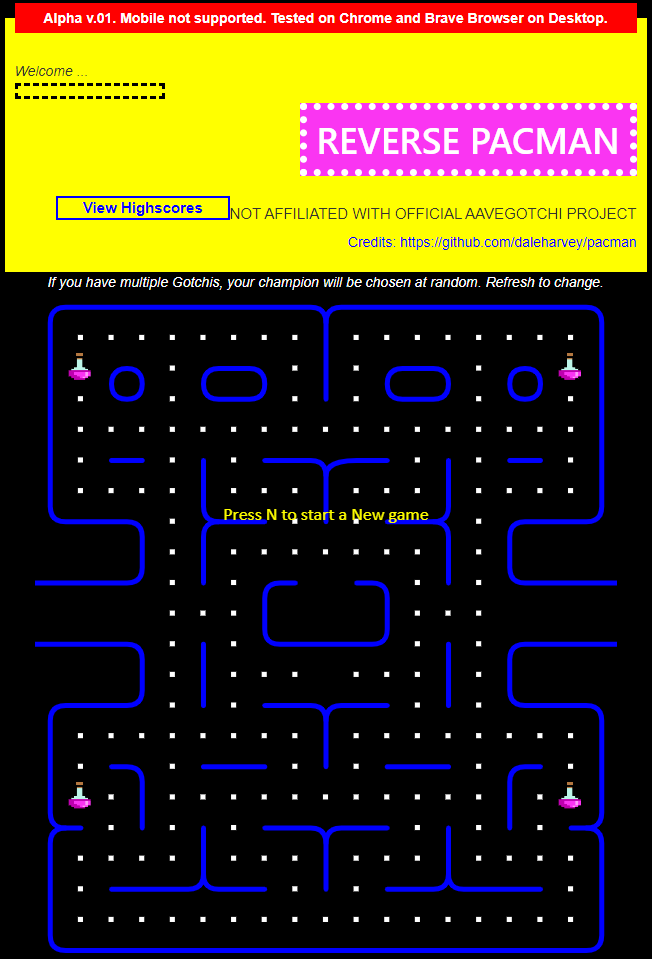 Alpha v.01. Mobile not supported. Tested on Chrome and Brave Browser on Desktop.
Welcome ...
REVERSE PACMAN
View Highscores
NOT AFFILIATED WITH OFFICIAL AAVEGOTCHI PROJECT
Credits: https://github.com/daleharvey/pacman
If you have multiple Gotchis, your champion will be chosen at random. Refresh to change.
Press N to start a New game